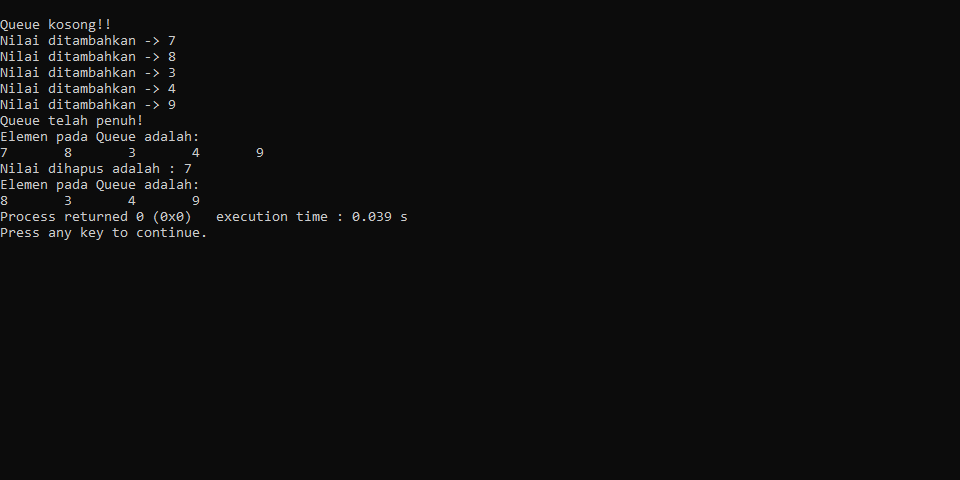 Queue kosong!!
Nilai ditambahkan -> 7
Nilai ditambahkan -> 8
Nilai ditambahkan -> 3
Nilai ditambahkan -> 4
Nilai ditambahkan -> 9
Queue telah penuh!
Elemen pada Queue adalah:
7       8       3       4       9
Nilai dihapus adalah : 7
Elemen pada Queue adalah:
8       3       4       9
Process returned 0 (0x0)   execution time : 0.039 s
Press any key to continue.